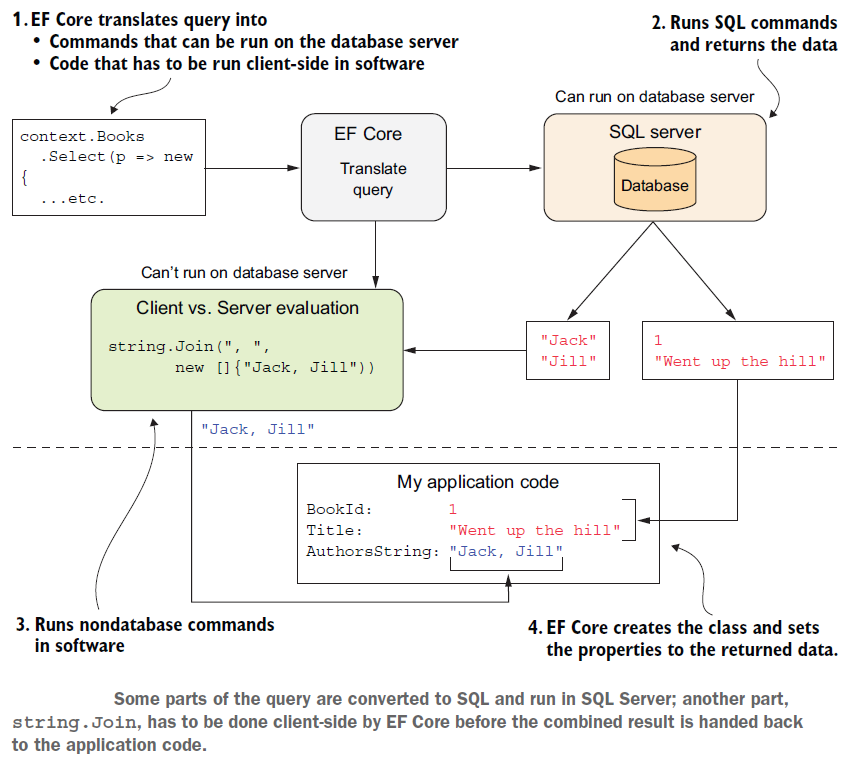 1. EF Core translates query into
• Commands that can be run on the database server
• Code that has to be run client-side in software
2. Runs SQL commands
and returns the data
context.Books
.Select(p => new
{
...etc.
EF Core
Translate
query
Can run on database server
SQL server
Database
Can't run on database server
Client vs. Server evaluation
string.Join(", ",
new []{"Jack, Jill"))
"Jack"
"Jill"
1
"Went up the hill"
"Jack, Jill"
My application code
BookId: 1
Title: "Went up the hill"
AuthorsString: "Jack, Jill"
3. Runs nondatabase commands
in software
4. EF Core creates the class and sets
the properties to the returned data.
Some parts of the query are converted to SQL and run in SQL Server; another part,
string.Join, has to be done client-side by EF Core before the combined result is handed back
to the application code.